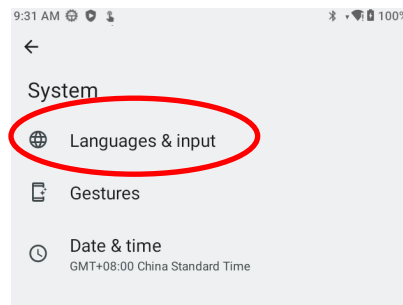 9:31 AM 100%
System
Languages & input
Gestures
Date & time
GMT+08:00 China Standard Time